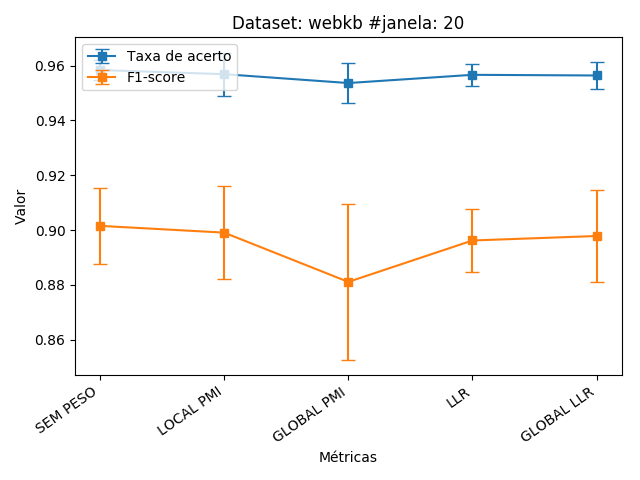 Dataset: webkb #janela: 20
Taxa de acerto
F1-score
Valor
0.96
0.94
0.92
0.90
0.88
0.86
SEM PESO
LOCAL PMI
GLOBAL PMI
LLR
GLOBAL LLR
Métricas